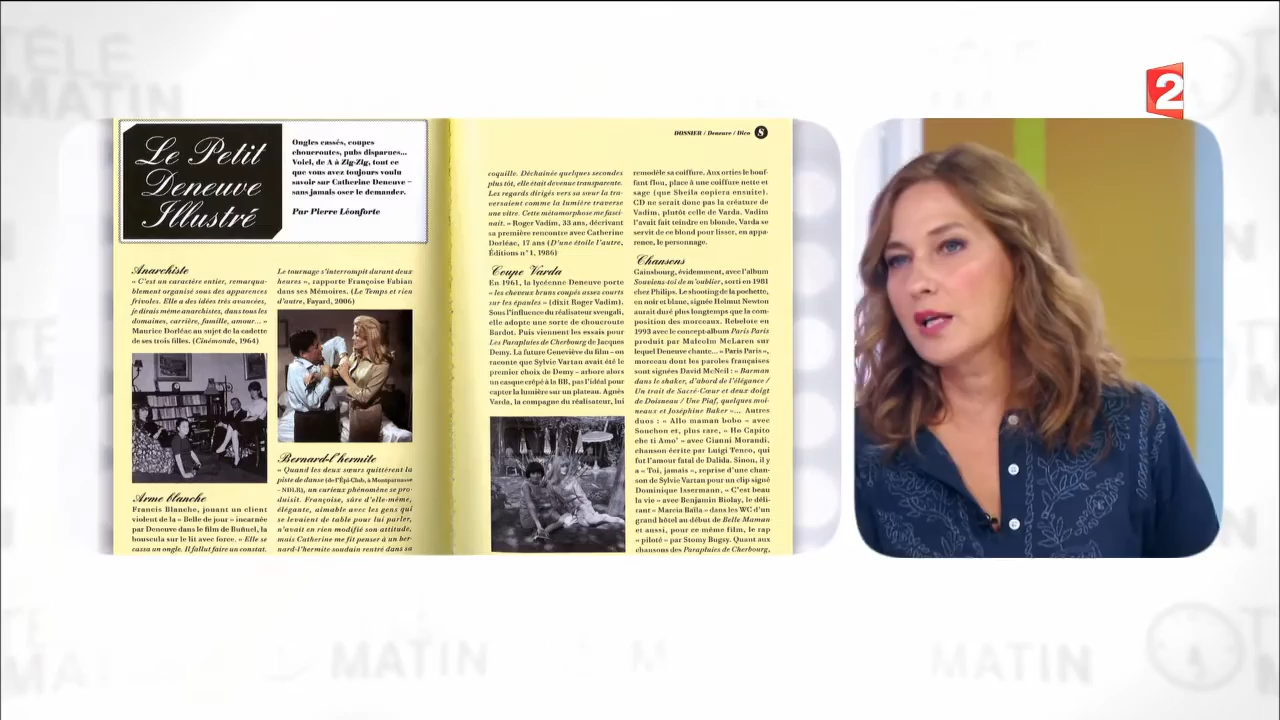 TÉLÉ
MATIN
2
Le Petit
Deneuve
Illustré
Ongles cassés, coupes
choucroutes, pubs disparues...
Voici, de A à Zig-Zig, tout ce
que vous avez toujours voulu
savoir sur Catherine Deneuve –
sans jamais oser le demander.
Par Pierre Léonforte
Anarchiste
« C'est un caractère entier, remarqua-
blement organisé sous des apparences
frivoles. Elle a des idées très avancées,
je dirais même anarchistes, dans tous les
domaines, carrière, famille, amour... »
Maurice Dorléac au sujet de la cadette
de ses trois filles. (Cinémonde, 1964)
Arme blanche
Francis Blanche, jouant un client
violent de la « Belle de jour » incarnée
par Deneuve dans le film de Buñuel, la
bouscula sur le lit avec force. « Elle se
cassa un ongle. Il fallut faire un constat.
Le tournage s'interrompit durant deux
heures », rapporte Françoise Fabian
dans ses Mémoires. (Le Temps et rien
d'autre, Fayard, 2006)
Bernard-l'hermite
« Quand les deux sœurs quittèrent la
piste de danse (de l'Épi-Club, à Montparnasse
– NDLR), un curieux phénomène se pro-
duisit. Françoise, sûre d'elle-même,
élégante, aimable avec les gens qui
se levaient de table pour lui parler,
n'avait en rien modifié son attitude,
mais Catherine me fit penser à un ber-
nard-l'hermite soudain rentré dans sa
DOSSIER / Deneuve / Dico 8
coquille. Déchaînée quelques secondes
plus tôt, elle était devenue transparente.
Les regards dirigés vers sa sœur la tra-
versaient comme la lumière traverse
une vitre. Cette métamorphose me fasci-
nait. » Roger Vadim, 33 ans, décrivant
sa première rencontre avec Catherine
Dorléac, 17 ans (D'une étoile l'autre,
Éditions n° 1, 1986)
Coupe Varda
En 1961, la lycéenne Deneuve porte
« les cheveux bruns coupés assez courts
sur les épaules » (dixit Roger Vadim).
Sous l'influence du réalisateur svengali,
elle adopte une sorte de choucroute
Bardot. Puis viennent les essais pour
Les Parapluies de Cherbourg de Jacques
Demy. La future Geneviève du film – on
raconte que Sylvie Vartan avait été le
premier choix de Demy – arbore alors
un casque crêpé à la BB, pas l'idéal pour
capter la lumière sur un plateau. Agnès
Varda, la compagne du réalisateur, lui
remodèle sa coiffure. Aux orties le bouf-
fant flou, place à une coiffure nette et
sage (que Sheila copiera ensuite).
CD ne serait donc pas la créature de
Vadim, plutôt celle de Varda. Vadim
l'avait fait teindre en blonde, Varda se
servit de ce blond pour lisser, en appa-
rence, le personnage.
Chansons
Gainsbourg, évidemment, avec l'album
Souviens-toi de m'oublier, sorti en 1981
chez Philips. Le shooting de la pochette,
en noir et blanc, signée Helmut Newton
aurait duré plus longtemps que la com-
position des morceaux. Rebelote en
1993 avec le concept-album Paris Paris
produit par Malcolm McLaren sur
lequel Deneuve chante... « Paris Paris »,
morceau dont les paroles françaises
sont signées David McNeil : « Barman
dans le shaker, d'abord de l'élégance /
Un trait de Sacré-Cœur et deux doigt
de Doisneau / Une Piaf, quelques moi-
neaux et Joséphine Baker »... Autres
duos : « Allo maman bobo » avec
Souchon et, plus rare, « Ho Capito
che ti Amo' » avec Gianni Morandi,
chanson écrite par Luigi Tenco, qui
fut l'amour fatal de Dalida. Sinon, il y
a « Toi, jamais », reprise d'une chan-
son de Sylvie Vartan pour un clip signé
Dominique Issermann, « C'est beau
la vie » avec Benjamin Biolay, le déli-
rant « Marcia Baïla » dans les WC d'un
grand hôtel au début de Belle Maman
et aussi, pour ce même film, le rap
« piloté » par Stomy Bugsy. Quant aux
chansons des Parapluies de Cherbourg,
MATIN
MATIN